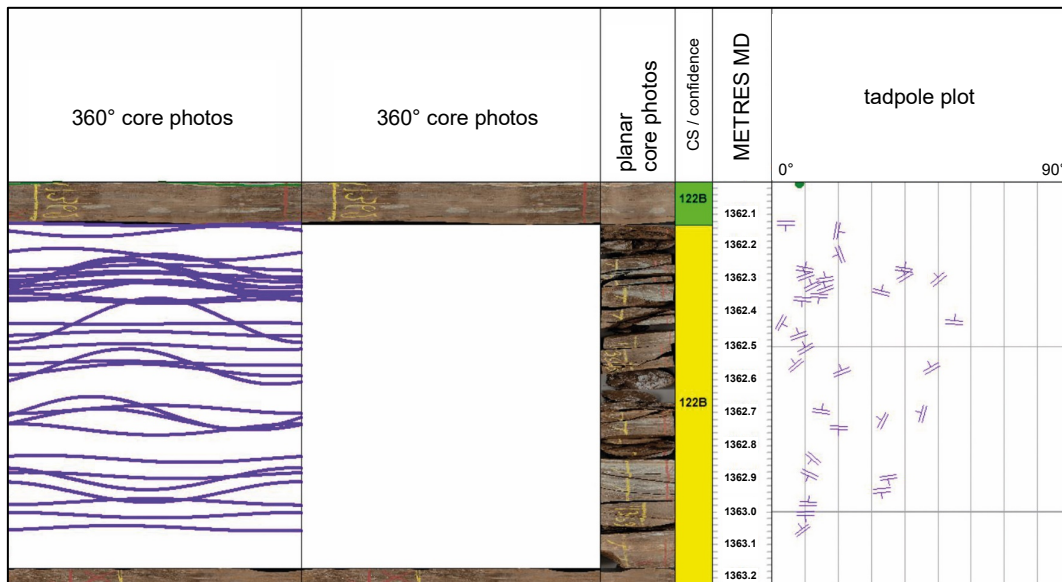 360° core photos
360° core photos
planar
core photos
CS / confidence
METRES MD
tadpole plot
0°
90°
122B
122B
1362.1
1362.2
1362.3
1362.4
1362.5
1362.6
1362.7
1362.8
1362.9
1363.0
1363.1
1363.2